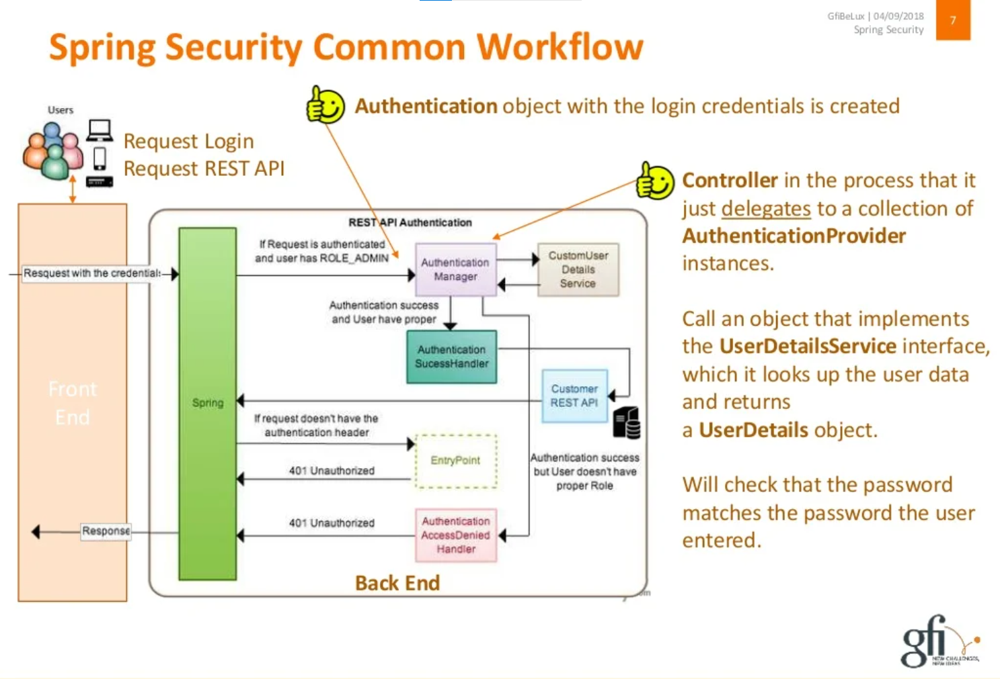 GfiBeLux | 04/09/2018
Spring Security
7
Spring Security Common Workflow
Authentication object with the login credentials is created
Users
Request Login
Request REST API
Controller in the process that it
just delegates to a collection of
AuthenticationProvider
instances.
Call an object that implements
the UserDetailsService interface,
which it looks up the user data
and returns
a UserDetails object.
Will check that the password
matches the password the user
entered.
REST API Authentication
If Request is authenticated
and user has ROLE_ADMIN
Authentication
Manager
CustomUser
Details
Service
Resquest with the credentials
Authentication success
and User have proper
Authentication
SucessHandler
Front
End
Spring
Customer
REST API
If request doesn't have the
authentication header
EntryPoint
401 Unauthorized
Authentication success
but User doesn't have
proper Role
401 Unauthorized
Authentication
AccessDenied
Handler
Response
Back End
gfi
NEW CHALLENGES,
NEW IDEAS